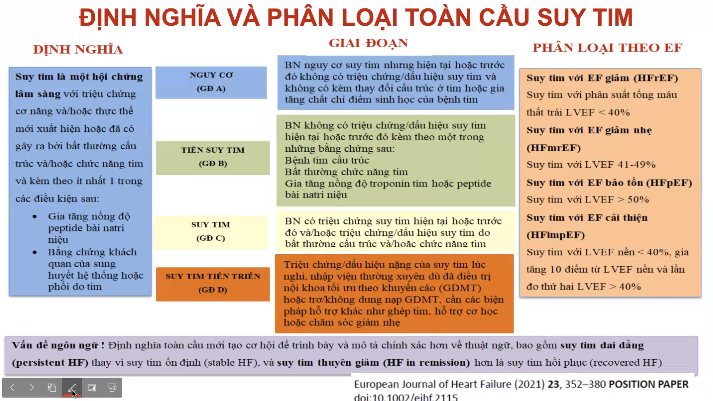 ĐỊNH NGHĨA VÀ PHÂN LOẠI TOÀN CẦU SUY TIM
ĐỊNH NGHĨA
Suy tim là một hội chứng
lâm sàng với triệu chứng
cơ năng và/hoặc thực thể
mới xuất hiện hoặc đã có
gây ra bởi bất thường cấu
trúc và/hoặc chức năng tim
và kèm theo ít nhất 1 trong
các điều kiện sau:
• Gia tăng nồng độ
peptide bài natri
niệu
• Bằng chứng khách
quan của sung
huyết hệ thống hoặc
phổi do tim
GIAI ĐOẠN
NGUY CƠ
(GĐ A)
BN nguy cơ suy tim nhưng hiện tại hoặc trước
đó không có triệu chứng/dấu hiệu suy tim và
không có kèm thay đổi cấu trúc ở tim hoặc gia
tăng chất chỉ điểm sinh học của bệnh tim
TIỀN SUY TIM
(GĐ B)
BN không có triệu chứng/dấu hiệu suy tim
hiện tại hoặc trước đó kèm theo một trong
những bằng chứng sau:
Bệnh tim cấu trúc
Bất thường chức năng tim
Gia tăng nồng độ troponin tim hoặc peptide
bài natri niệu
SUY TIM
(GĐ C)
BN có triệu chứng suy tim hiện tại hoặc trước
đó và/hoặc triệu chứng/dấu hiệu suy tim do
bất thường cấu trúc và/hoặc chức năng tim
SUY TIM TIẾN TRIỂN
(GĐ D)
Triệu chứng/dấu hiệu nặng của suy tim lúc
nghỉ, nhập viện thường xuyên dù đã điều trị
nội khoa tối ưu theo khuyến cáo (GDMT)
hoặc trơ/không dung nạp GDMT, cần các biện
pháp hỗ trợ khác như ghép tim, hỗ trợ cơ học
hoặc chăm sóc giảm nhẹ
PHÂN LOẠI THEO EF
Suy tim với EF giảm (HFrEF)
Suy tim với phân suất tống máu
thất trái LVEF < 40%
Suy tim với EF giảm nhẹ
(HFmrEF)
Suy tim với LVEF 41-49%
Suy tim với EF bảo tồn (HFpEF)
Suy tim với LVEF > 50%
Suy tim với EF cải thiện
(HFimpEF)
Suy tim với LVEF nền < 40%, gia
tăng 10 điểm từ LVEF nền và lần
đo thứ hai LVEF > 40%
Vấn đề ngôn ngữ ! Định nghĩa toàn cầu mới tạo cơ hội để trình bày và mô tả chính xác hơn về thuật ngữ, bao gồm suy tim dai dẳng
(persistent HF) thay vì suy tim ổn định (stable HF), và suy tim thuyên giảm (HF in remission) hơn là suy tim hồi phục (recovered HF)
European Journal of Heart Failure (2021) 23, 352–380 POSITION PAPER
doi:10.1002/ejhf.2115